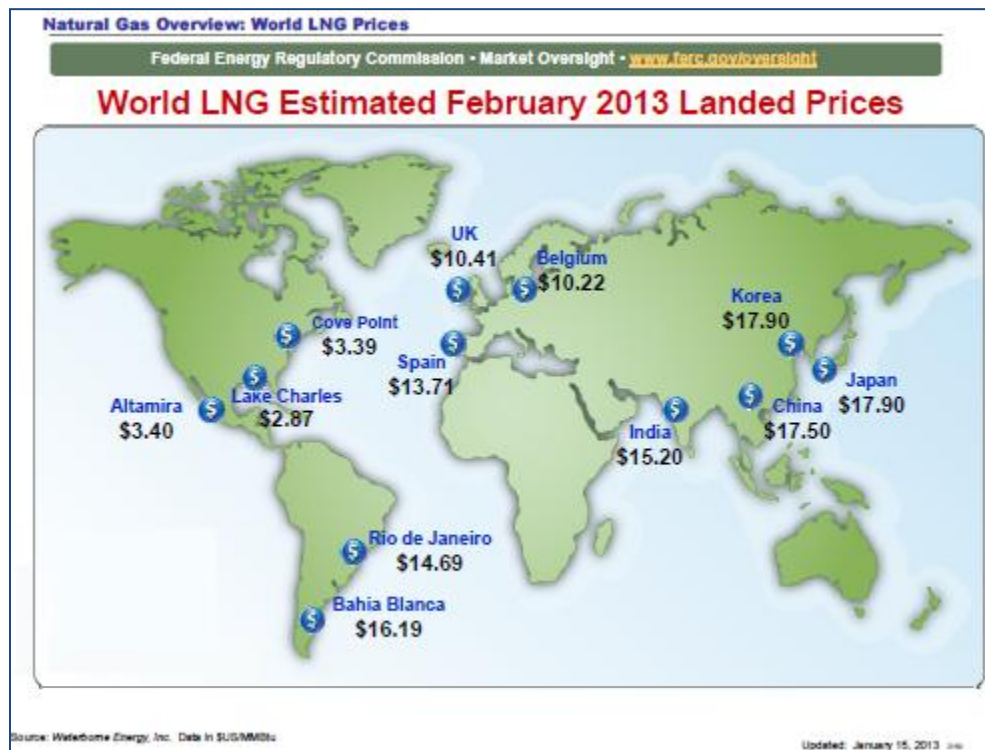 Natural Gas Overview: World LNG Prices
Federal Energy Regulatory Commission • Market Oversight • www.ferc.gov/oversight
World LNG Estimated February 2013 Landed Prices
UK
$10.41
Belgium
$10.22
Korea
$17.90
Cove Point
$3.39
Spain
$13.71
Japan
$17.90
Altamira
$3.40
Lake Charles
$2.87
China
$17.50
India
$15.20
Rio de Janeiro
$14.69
Bahia Blanca
$16.19
Source: Waterborne Energy, Inc. Data in $US/MMBtu
Updated: January 15, 2013